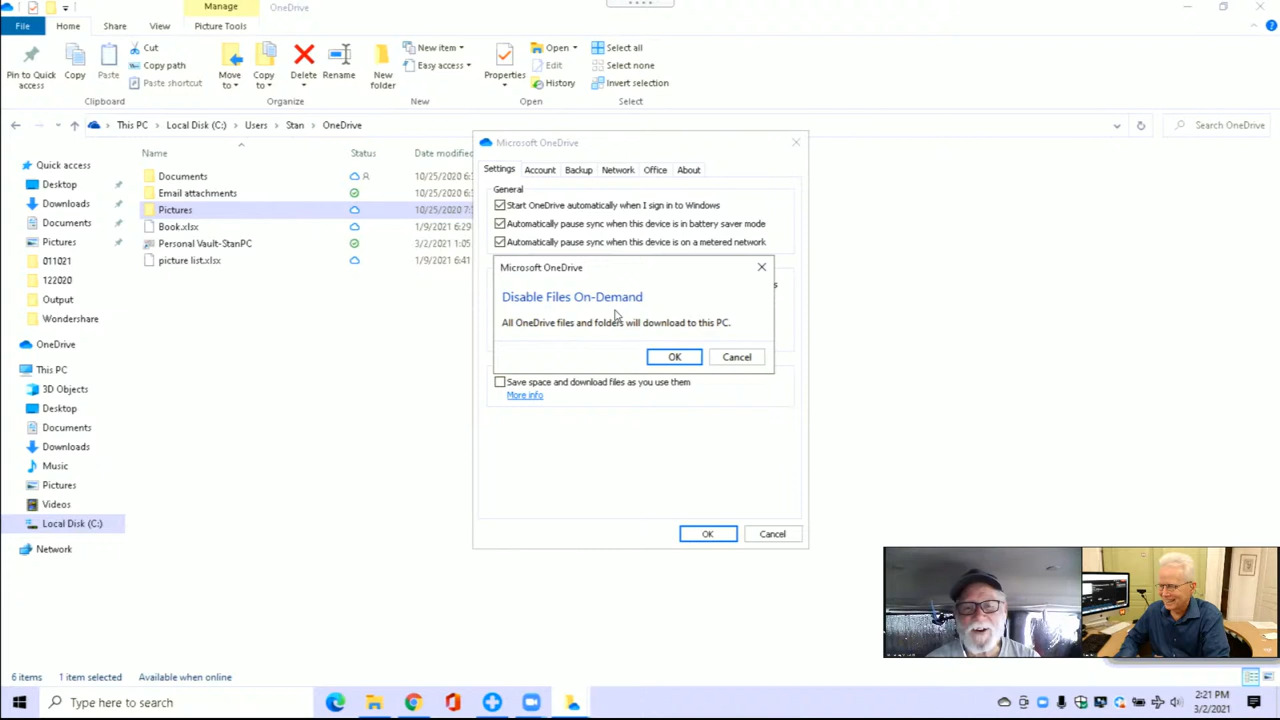 Manage
OneDrive
File
Home
Share
View
Picture Tools
Pin to Quick access
Copy
Paste
Cut
Copy path
Paste shortcut
Clipboard
Move to
Copy to
Delete
Rename
Organize
New folder
New item
Easy access
New
Properties
Open
Edit
History
Open
Select all
Select none
Invert selection
Select
This PC > Local Disk (C:) > Users > Stan > OneDrive
Search OneDrive
Quick access
Desktop
Downloads
Documents
Pictures
011021
122020
Output
Wondershare
OneDrive
This PC
3D Objects
Desktop
Documents
Downloads
Music
Pictures
Videos
Local Disk (C:)
Network
Name Status Date modified
Documents 10/25/2020 6:
Email attachments 10/25/2020 6:
Pictures 10/25/2020 7:
Book.xlsx 1/9/2021 6:29
Personal Vault-StanPC 3/2/2021 1:05
picture list.xlsx 1/9/2021 6:41
Microsoft OneDrive
Settings Account Backup Network Office About
General
Start OneDrive automatically when I sign in to Windows
Automatically pause sync when this device is in battery saver mode
Automatically pause sync when this device is on a metered network
Microsoft OneDrive
Disable Files On-Demand
All OneDrive files and folders will download to this PC.
OK Cancel
Save space and download files as you use them
More info
OK Cancel
6 items 1 item selected Available when online
Type here to search
2:21 PM
3/2/2021